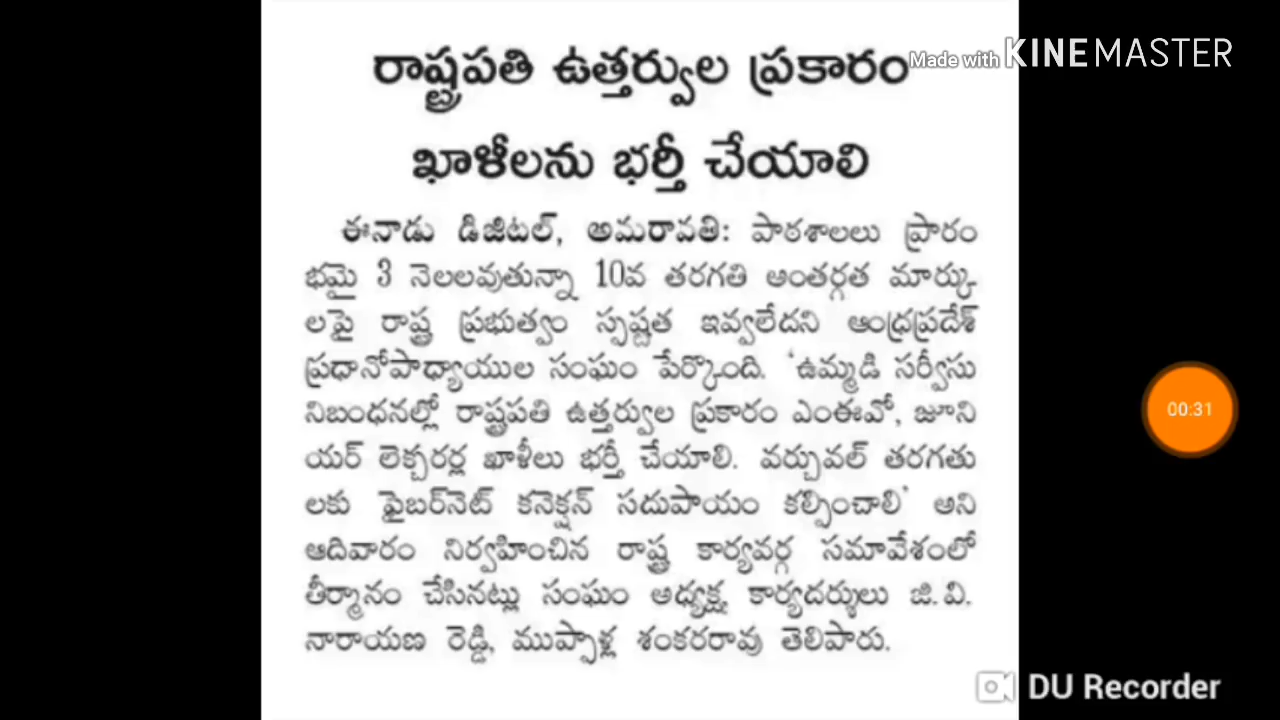 రాష్ట్రపతి ఉత్తర్వుల ప్రకారం
Made with KINEMASTER
ఖాళీలను భర్తీ చేయాలి
ఈనాడు డిజిటల్, అమరావతి: పాఠశాలలు ప్రారం
భమై 3 నెలలవుతున్నా 10వ తరగతి అంతర్గత మార్కు
లపై రాష్ట్ర ప్రభుత్వం స్పష్టత ఇవ్వలేదని ఆంధ్రప్రదేశ్
ప్రధానోపాధ్యాయుల సంఘం పేర్కొంది. ‘ఉమ్మడి సర్వీసు
నిబంధనల్లో రాష్ట్రపతి ఉత్తర్వుల ప్రకారం ఎంఈవో, జూని
యర్ లెక్చరర్ల ఖాళీలు భర్తీ చేయాలి. వర్చువల్ తరగతు
లకు ఫైబర్‌నెట్ కనెక్షన్ సదుపాయం కల్పించాలి’ అని
ఆదివారం నిర్వహించిన రాష్ట్ర కార్యవర్గ సమావేశంలో
తీర్మానం చేసినట్లు సంఘం అధ్యక్ష, కార్యదర్శులు జి.వి.
నారాయణ రెడ్డి, ముప్పాళ్ల శంకరరావు తెలిపారు.
00:31
DU Recorder